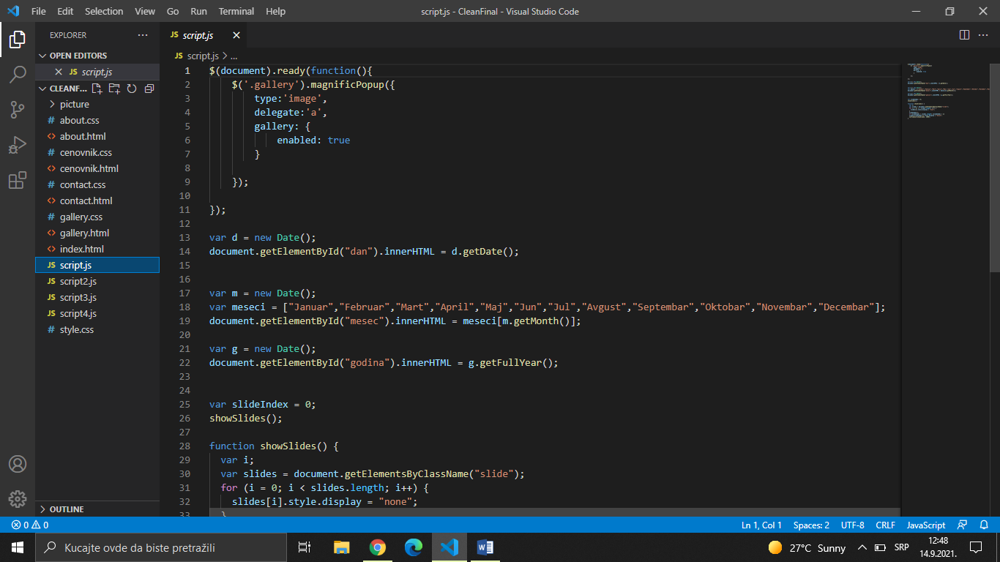 File Edit Selection View Go Run Terminal Help script.js - CleanFinal - Visual Studio Code
EXPLORER
OPEN EDITORS
JS script.js
CLEANF...
picture
# about.css
<> about.html
# cenovnik.css
<> cenovnik.html
# contact.css
<> contact.html
# gallery.css
<> gallery.html
<> index.html
JS script.js
JS script2.js
JS script3.js
JS script4.js
# style.css
OUTLINE
JS script.js
JS script.js > ...
1 $(document).ready(function(){
2 $('.gallery').magnificPopup({
3 type:'image',
4 delegate:'a',
5 gallery: {
6 enabled: true
7 }
8
9 });
10
11 });
12
13 var d = new Date();
14 document.getElementById("dan").innerHTML = d.getDate();
15
16
17 var m = new Date();
18 var meseci = ["Januar","Februar","Mart","April","Maj","Jun","Jul","Avgust","Septembar","Oktobar","Novembar","Decembar"];
19 document.getElementById("mesec").innerHTML = meseci[m.getMonth()];
20
21 var g = new Date();
22 document.getElementById("godina").innerHTML = g.getFullYear();
23
24
25 var slideIndex = 0;
26 showSlides();
27
28 function showSlides() {
29 var i;
30 var slides = document.getElementsByClassName("slide");
31 for (i = 0; i < slides.length; i++) {
32 slides[i].style.display = "none";
33 }
0 0 Ln 1, Col 1 Spaces: 2 UTF-8 CRLF JavaScript
Kucajte ovde da biste pretražili
27°C Sunny SRP
12:48
14.9.2021.